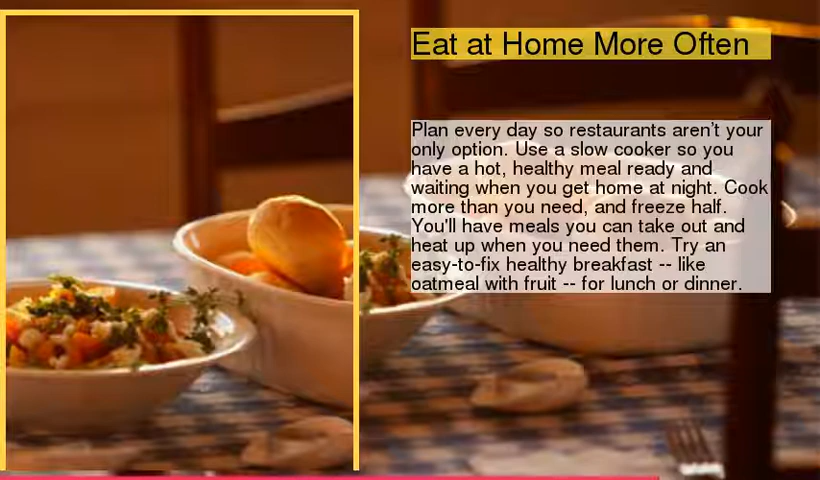 Eat at Home More Often
Plan every day so restaurants aren't your
only option. Use a slow cooker so you
have a hot, healthy meal ready and
waiting when you get home at night. Cook
more than you need, and freeze half.
You'll have meals you can take out and
heat up when you need them. Try an
easy-to-fix healthy breakfast -- like
oatmeal with fruit -- for lunch or dinner.